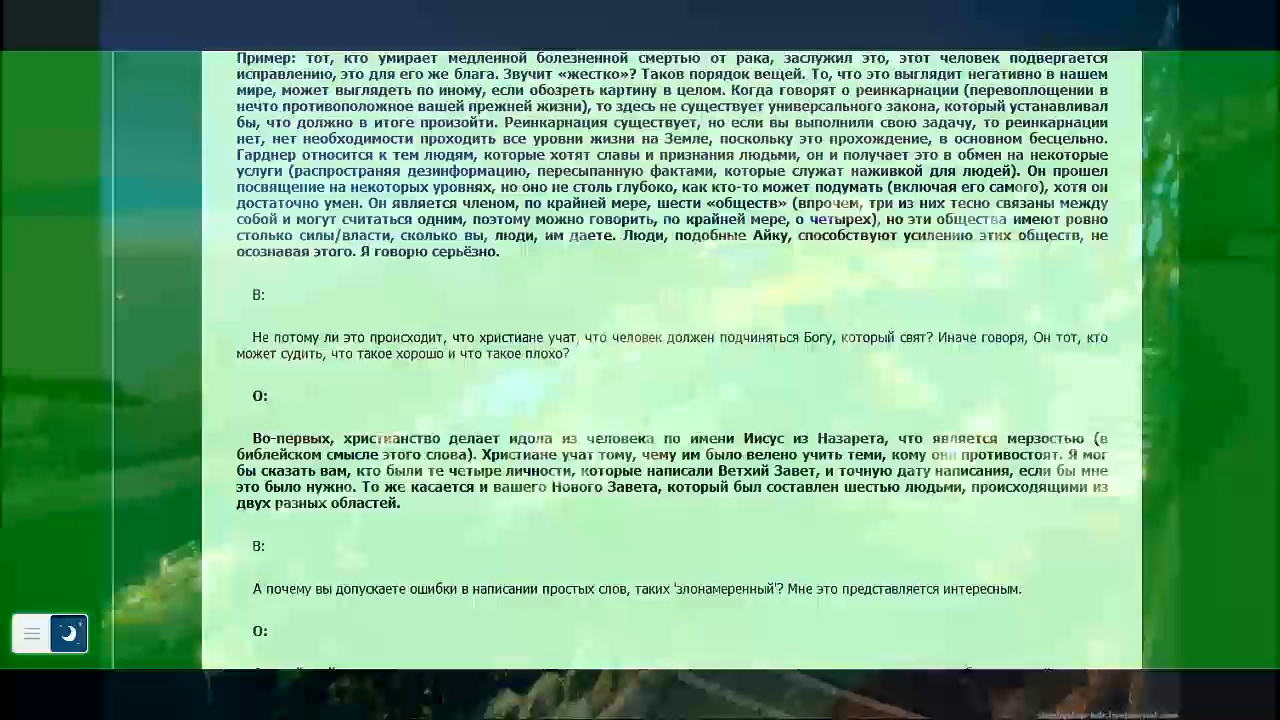 Пример: тот, кто умирает медленной болезненной смертью от рака, заслужил это, этот человек подвергается
исправлению, это для его же блага. Звучит «жестко»? Таков порядок вещей. То, что это выглядит негативно в нашем
мире, может выглядеть по иному, если обозреть картину в целом. Когда говорят о реинкарнации (перевоплощении в
нечто противоположное вашей прежней жизни), то здесь не существует универсального закона, который устанавливал
бы, что должно в итоге произойти. Реинкарнация существует, но если вы выполнили свою задачу, то реинкарнации
нет, нет необходимости проходить все уровни жизни на Земле, поскольку это прохождение, в основном бесцельно.
Гарднер относится к тем людям, которые хотят славы и признания людьми, он и получает это в обмен на некоторые
услуги (распространяя дезинформацию, пересыпанную фактами, которые служат наживкой для людей). Он прошел
посвящение на некоторых уровнях, но оно не столь глубоко, как кто-то может подумать (включая его самого), хотя он
достаточно умен. Он является членом, по крайней мере, шести «обществ» (впрочем, три из них тесно связаны между
собой и могут считаться одним, поэтому можно говорить, по крайней мере, о четырех), но эти общества имеют ровно
столько силы/власти, сколько вы, люди, им даете. Люди, подобные Айку, способствуют усилению этих обществ, не
осознавая этого. Я говорю серьёзно.
В:
Не потому ли это происходит, что христиане учат, что человек должен подчиняться Богу, который свят? Иначе говоря, Он тот, кто
может судить, что такое хорошо и что такое плохо?
О:
Во-первых, христианство делает идола из человека по имени Иисус из Назарета, что является мерзостью (в
библейском смысле этого слова). Христиане учат тому, чему им было велено учить теми, кому они противостоят. Я мог
бы сказать вам, кто были те четыре личности, которые написали Ветхий Завет, и точную дату написания, если бы мне
это было нужно. То же касается и вашего Нового Завета, который был составлен шестью людьми, происходящими из
двух разных областей.
В:
А почему вы допускаете ошибки в написании простых слов, таких 'злонамеренный'? Мне это представляется интересным.
О: